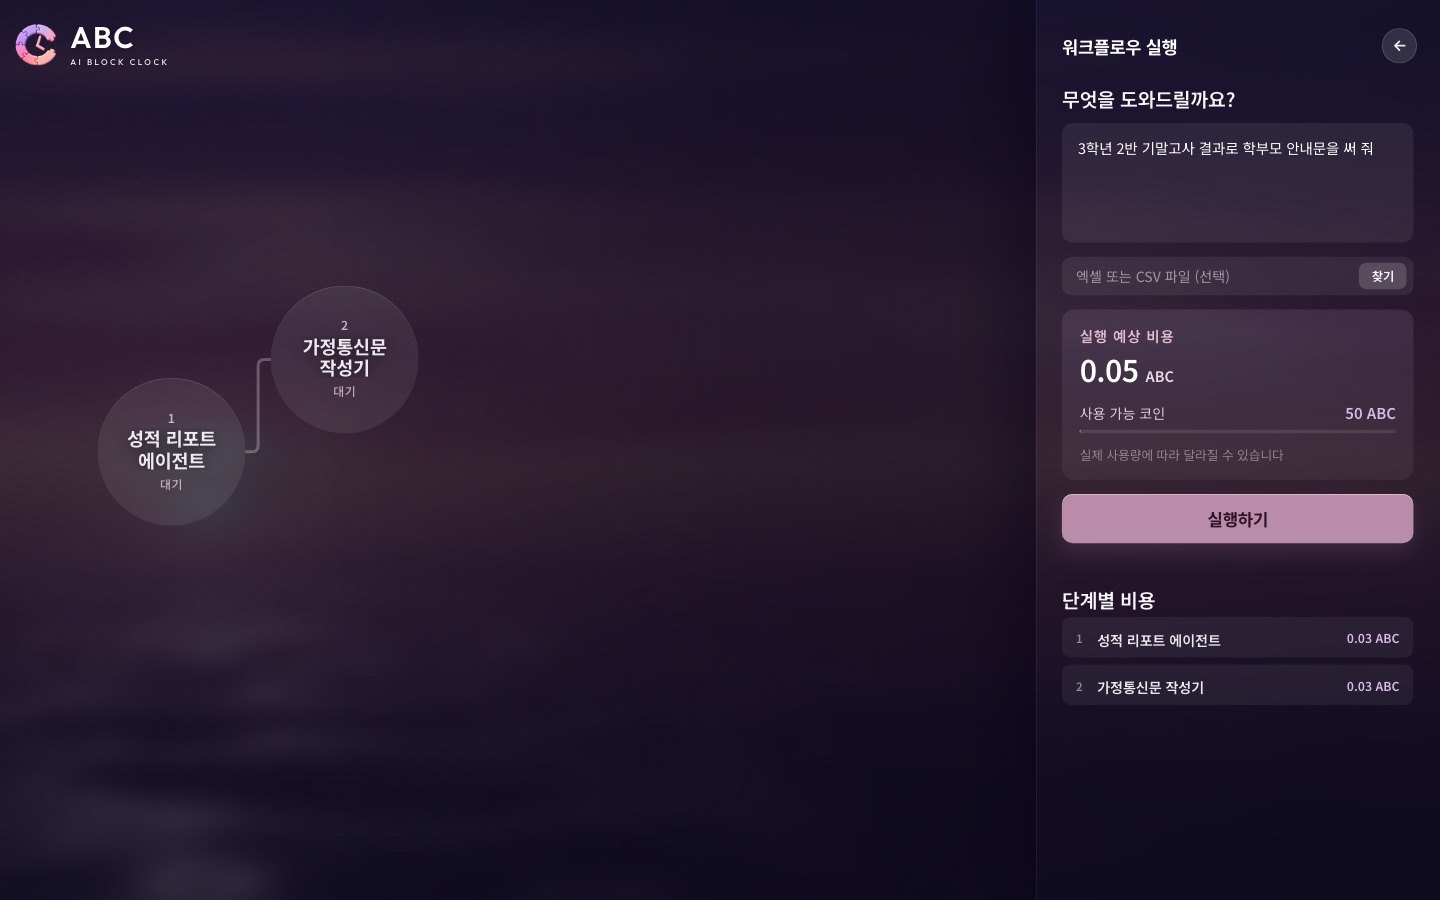 ABC
AI BLOCK CLOCK
1
성적 리포트
에이전트
대기
2
가정통신문
작성기
대기
워크플로우 실행
무엇을 도와드릴까요?
3학년 2반 기말고사 결과로 학부모 안내문을 써 줘
엑셀 또는 CSV 파일 (선택)
찾기
실행 예상 비용
0.05 ABC
사용 가능 코인 50 ABC
실제 사용량에 따라 달라질 수 있습니다
실행하기
단계별 비용
1 성적 리포트 에이전트 0.03 ABC
2 가정통신문 작성기 0.03 ABC